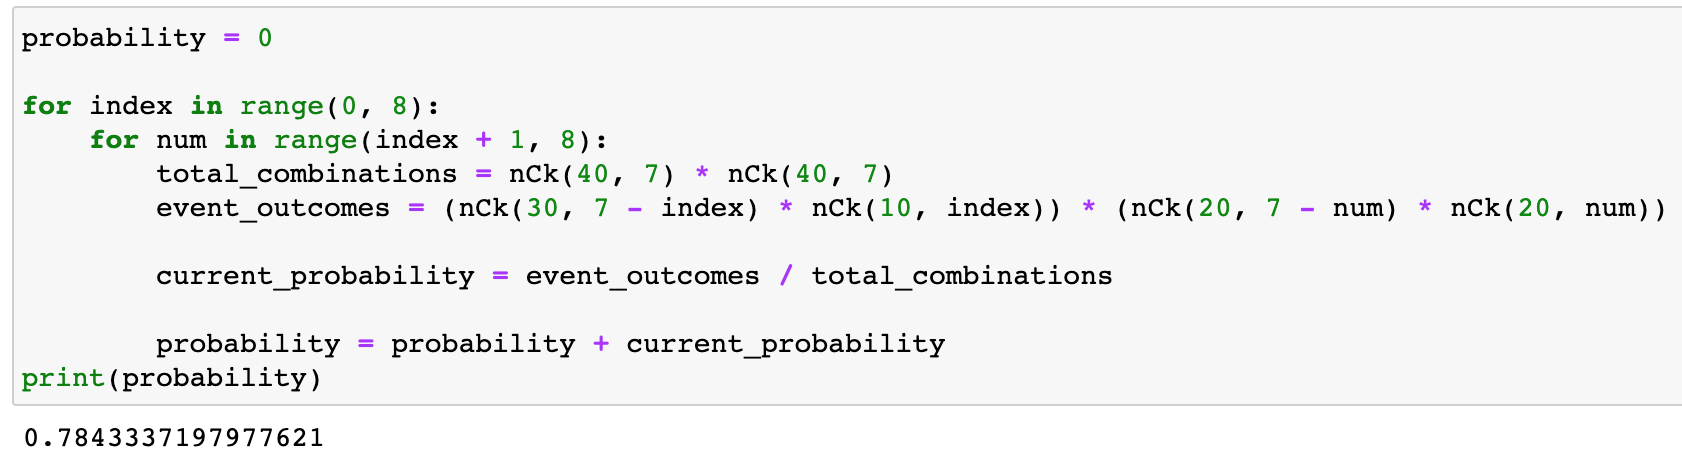 probability = 0
for index in range(0, 8):
    for num in range(index + 1, 8):
        total_combinations = nCk(40, 7) * nCk(40, 7)
        event_outcomes = (nCk(30, 7 - index) * nCk(10, index)) * (nCk(20, 7 - num) * nCk(20, num))
        current_probability = event_outcomes / total_combinations
        probability = probability + current_probability
print(probability)
0.7843337197977621